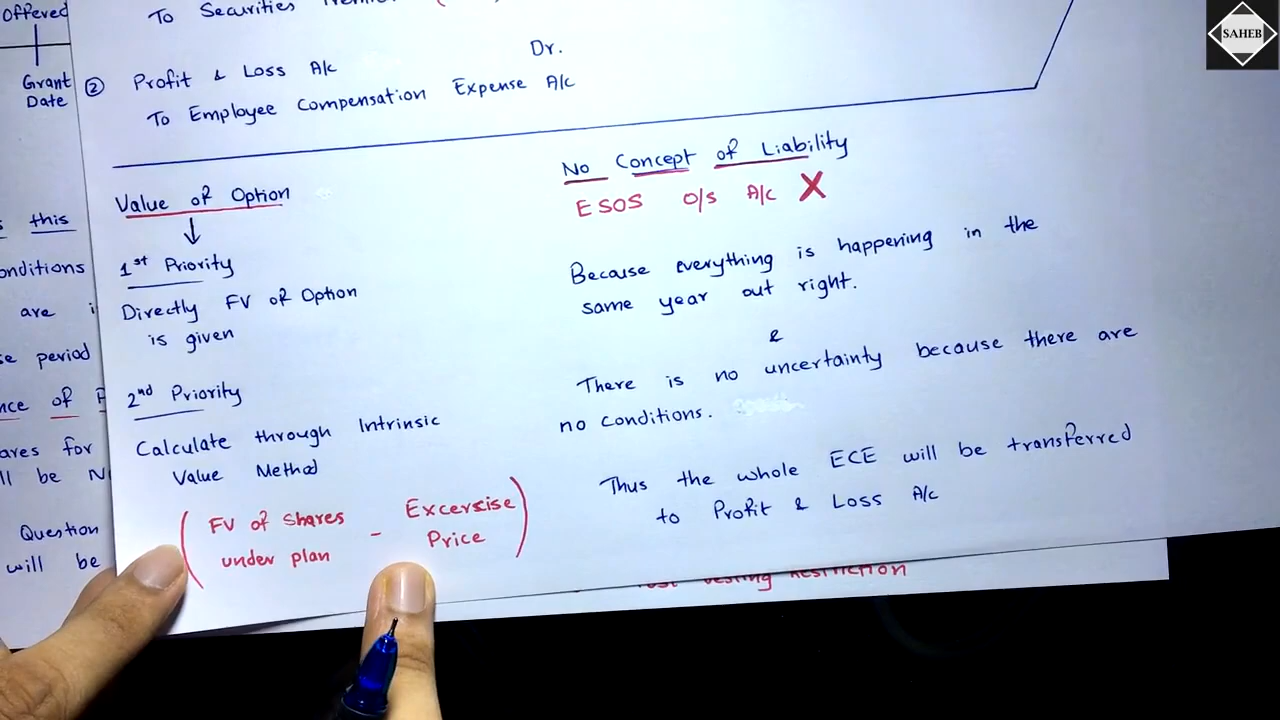 Offered
Grant
Date
To Securities
② Profit & Loss A/c Dr.
To Employee Compensation Expense A/c
this
onditions
are
se period
nce of
ares for
ll be
Question
will be
Value of Option
↓
1st Priority
Directly FV of Option
is given
2nd Priority
Calculate through Intrinsic
Value Method
(FV of shares under plan - Excersise Price)
No Concept of Liability
ESOS O/S A/c X
Because everything is happening in the
same year out right.
&
There is no uncertainty because there are
no conditions.
Thus the whole ECE will be transferred
to Profit & Loss A/c
Restriction
SAHEB